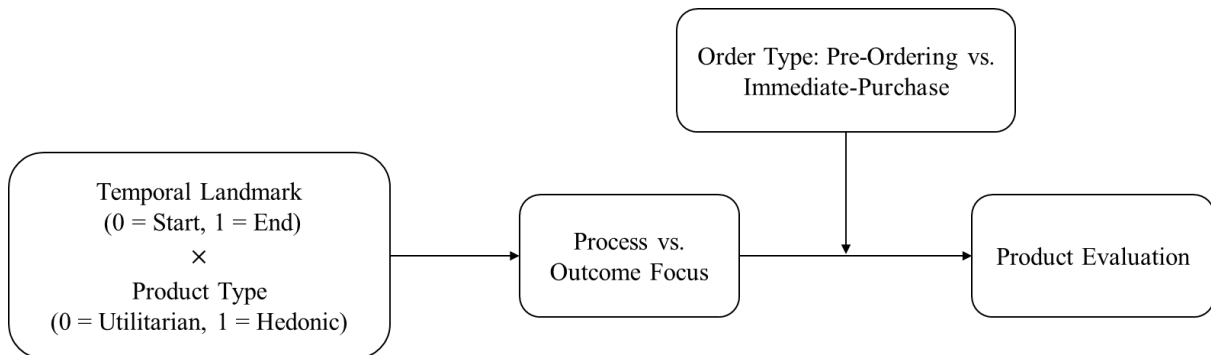 Order Type: Pre-Ordering vs.
Immediate-Purchase
Temporal Landmark
(0 = Start, 1 = End)
×
Product Type
(0 = Utilitarian, 1 = Hedonic)
Process vs.
Outcome Focus
Product Evaluation